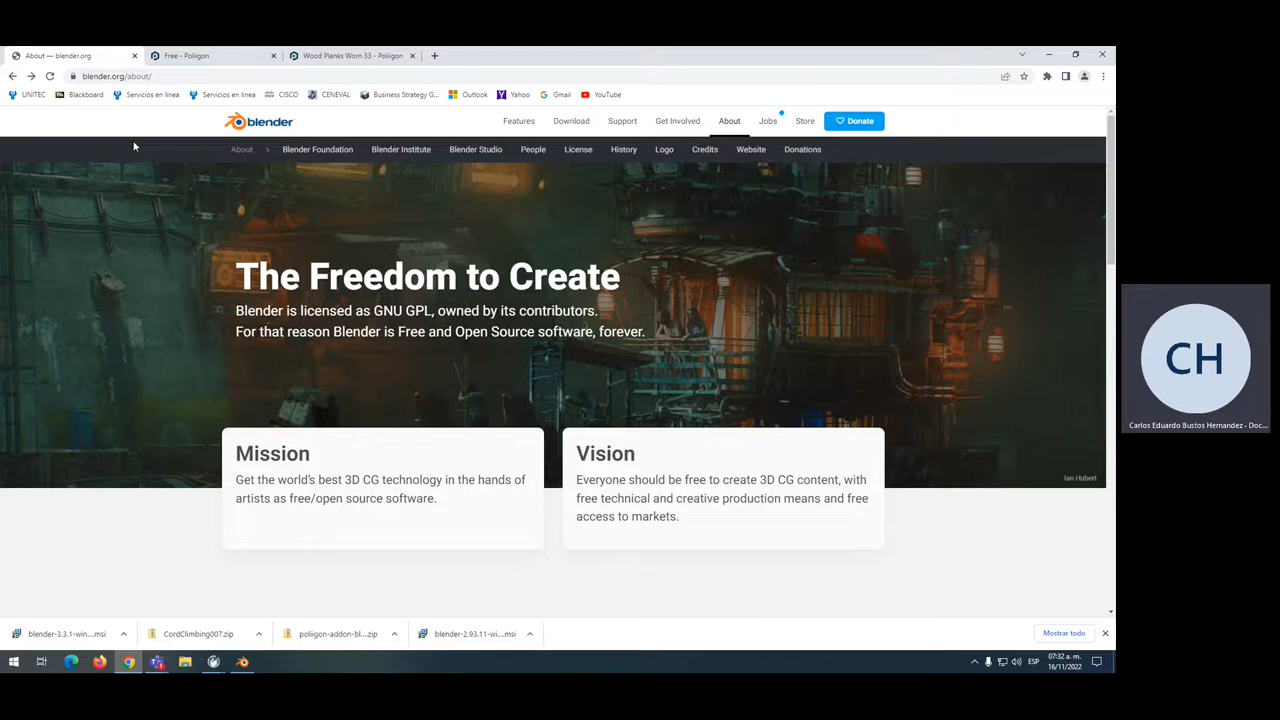 About — blender.org
Free - Poliigon
Wood Planks Worn 33 - Poliigon
blender.org/about/
UNITEC
Blackboard
Servicios en línea
Servicios en línea
CISCO
CENEVAL
Business Strategy G...
Outlook
Yahoo
Gmail
YouTube
blender
Features
Download
Support
Get Involved
About
Jobs
Store
Donate
About
Blender Foundation
Blender Institute
Blender Studio
People
License
History
Logo
Credits
Website
Donations
The Freedom to Create
Blender is licensed as GNU GPL, owned by its contributors.
For that reason Blender is Free and Open Source software, forever.
Mission
Get the world's best 3D CG technology in the hands of
artists as free/open source software.
Vision
Everyone should be free to create 3D CG content, with
free technical and creative production means and free
access to markets.
Ian Hubert
CH
Carlos Eduardo Bustos Hernandez - Doc...
blender-3.3.1-win....msi
CordClimbing007.zip
poliigon-addon-bl....zip
blender-2.93.11-wi....msi
Mostrar todo
ESP
07:32 a. m.
16/11/2022